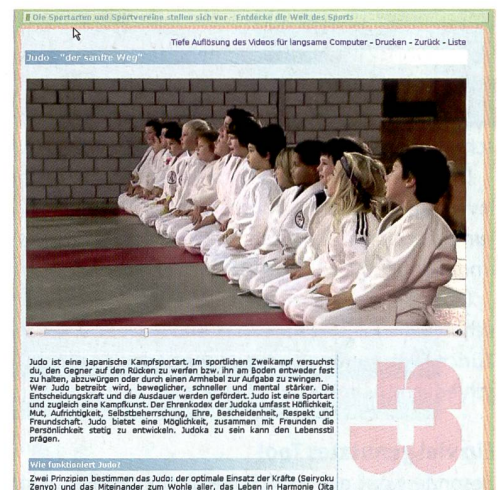 Die Sportarten und Sportvereine stellen sich vor - Entdecke die Welt des Sports
Tiefe Auflösung des Videos für langsame Computer - Drucken - Zurück - Liste
Judo - "der sanfte Weg"
Judo ist eine japanische Kampfsportart. Im sportlichen Zweikampf versuchst
du, den Gegner auf den Rücken zu werfen bzw. ihn am Boden entweder fest
zu halten, abzuwürgen oder durch einen Armhebel zur Aufgabe zu zwingen.
Wer Judo betreibt wird, beweglicher, schneller und mental stärker. Die
Entscheidungskraft und die Ausdauer werden gefördert. Judo ist eine Sportart
und zugleich eine Kampfkunst. Der Ehrenkodex der Judoka umfasst Höflichkeit,
Mut, Aufrichtigkeit, Selbstbeherrschung, Ehre, Bescheidenheit, Respekt und
Freundschaft. Judo bietet eine Möglichkeit, zusammen mit Freunden die
Persönlichkeit stetig zu entwickeln. Judoka zu sein kann den Lebensstil
prägen.
3
Wie funktioniert Judo?
Zwei Prinzipien bestimmen das Judo: der optimale Einsatz der Kräfte (Seiryoku
Zenyo) und das Miteinander zum Wohle aller, das Leben in Harmonie (Jita